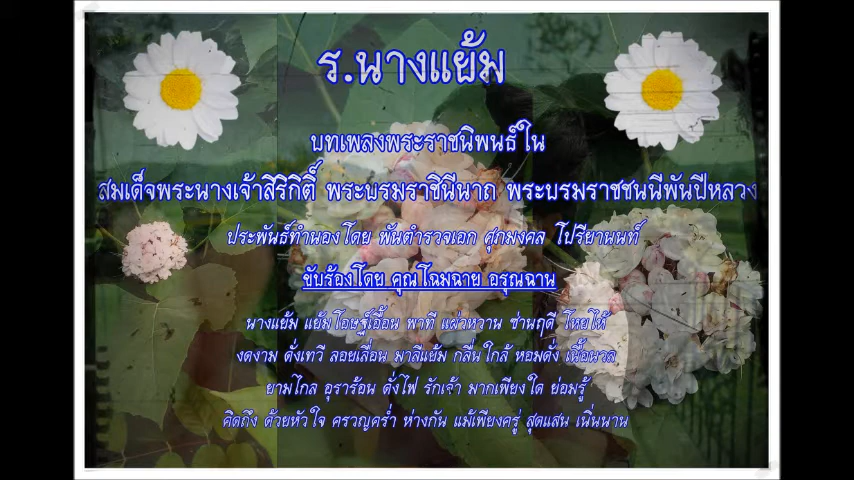 ร.นางแย้ม
บทเพลงพระราชนิพนธ์ใน
สมเด็จพระนางเจ้าสิริกิติ์ พระบรมราชินีนาถ พระบรมราชชนนีพันปีหลวง
ประพันธ์ทำนองโดย พันตำรวจเอก ศุภมงคล โปรียานนท์
ขับร้องโดย คุณโฉมฉาย อรุณฉาน
นางแย้ม แย้มโอษฐ์เอื้อน พาที แผ่วหวาน ซ่านฤดี โหยไห้
งดงาม ดั่งเทวี ลอยเลื่อน มาลีแย้ม กลิ่นใกล้ หอมดั่ง เนื้อนวล
ยามไกล อุราร้อน ดั่งไฟ รักเจ้า มากเพียงใด ย่อมรู้
คิดถึง ด้วยหัวใจ ครวญคร่ำ ห่างกัน แม้เพียงครู่ สุดแสน เนิ่นนาน